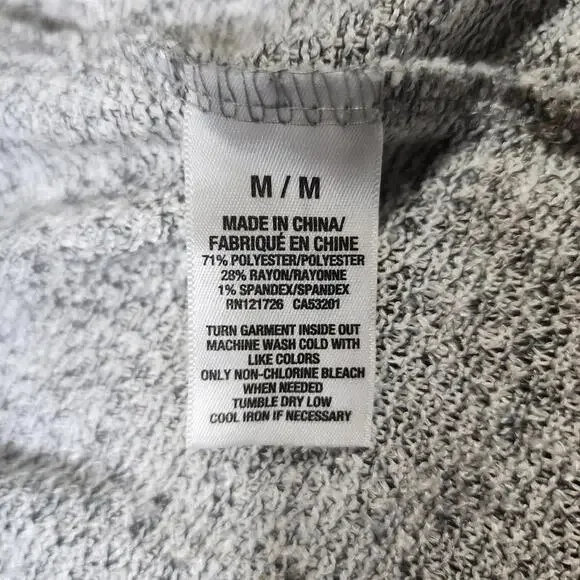 M / M
MADE IN CHINA/
FABRIQUÉ EN CHINE
71% POLYESTER/POLYESTER
28% RAYON/RAYONNE
1% SPANDEX/SPANDEX
RN121726 CA53201
TURN GARMENT INSIDE OUT
MACHINE WASH COLD WITH
LIKE COLORS
ONLY NON-CHLORINE BLEACH
WHEN NEEDED
TUMBLE DRY LOW
COOL IRON IF NECESSARY